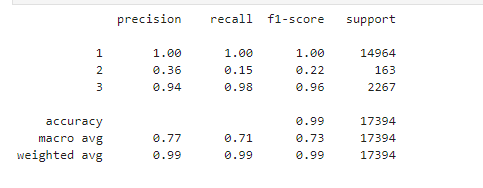 precision recall f1-score support
1 1.00 1.00 1.00 14964
2 0.36 0.15 0.22 163
3 0.94 0.98 0.96 2267
accuracy 0.99 17394
macro avg 0.77 0.71 0.73 17394
weighted avg 0.99 0.99 0.99 17394